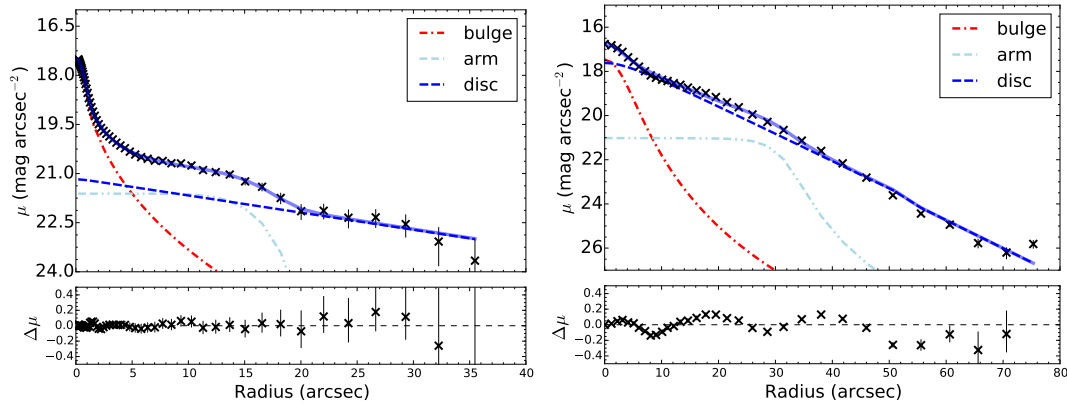 16.5
18.0
19.5
21.0
22.5
24.0
μ (mag arcsec⁻²)
bulge
arm
disc
0.4
0.2
0.0
−0.2
−0.4
Δμ
0 5 10 15 20 25 30 35 40
Radius (arcsec)
16
18
20
22
24
26
μ (mag arcsec⁻²)
bulge
arm
disc
0.4
0.2
0.0
−0.2
−0.4
Δμ
0 10 20 30 40 50 60 70 80
Radius (arcsec)